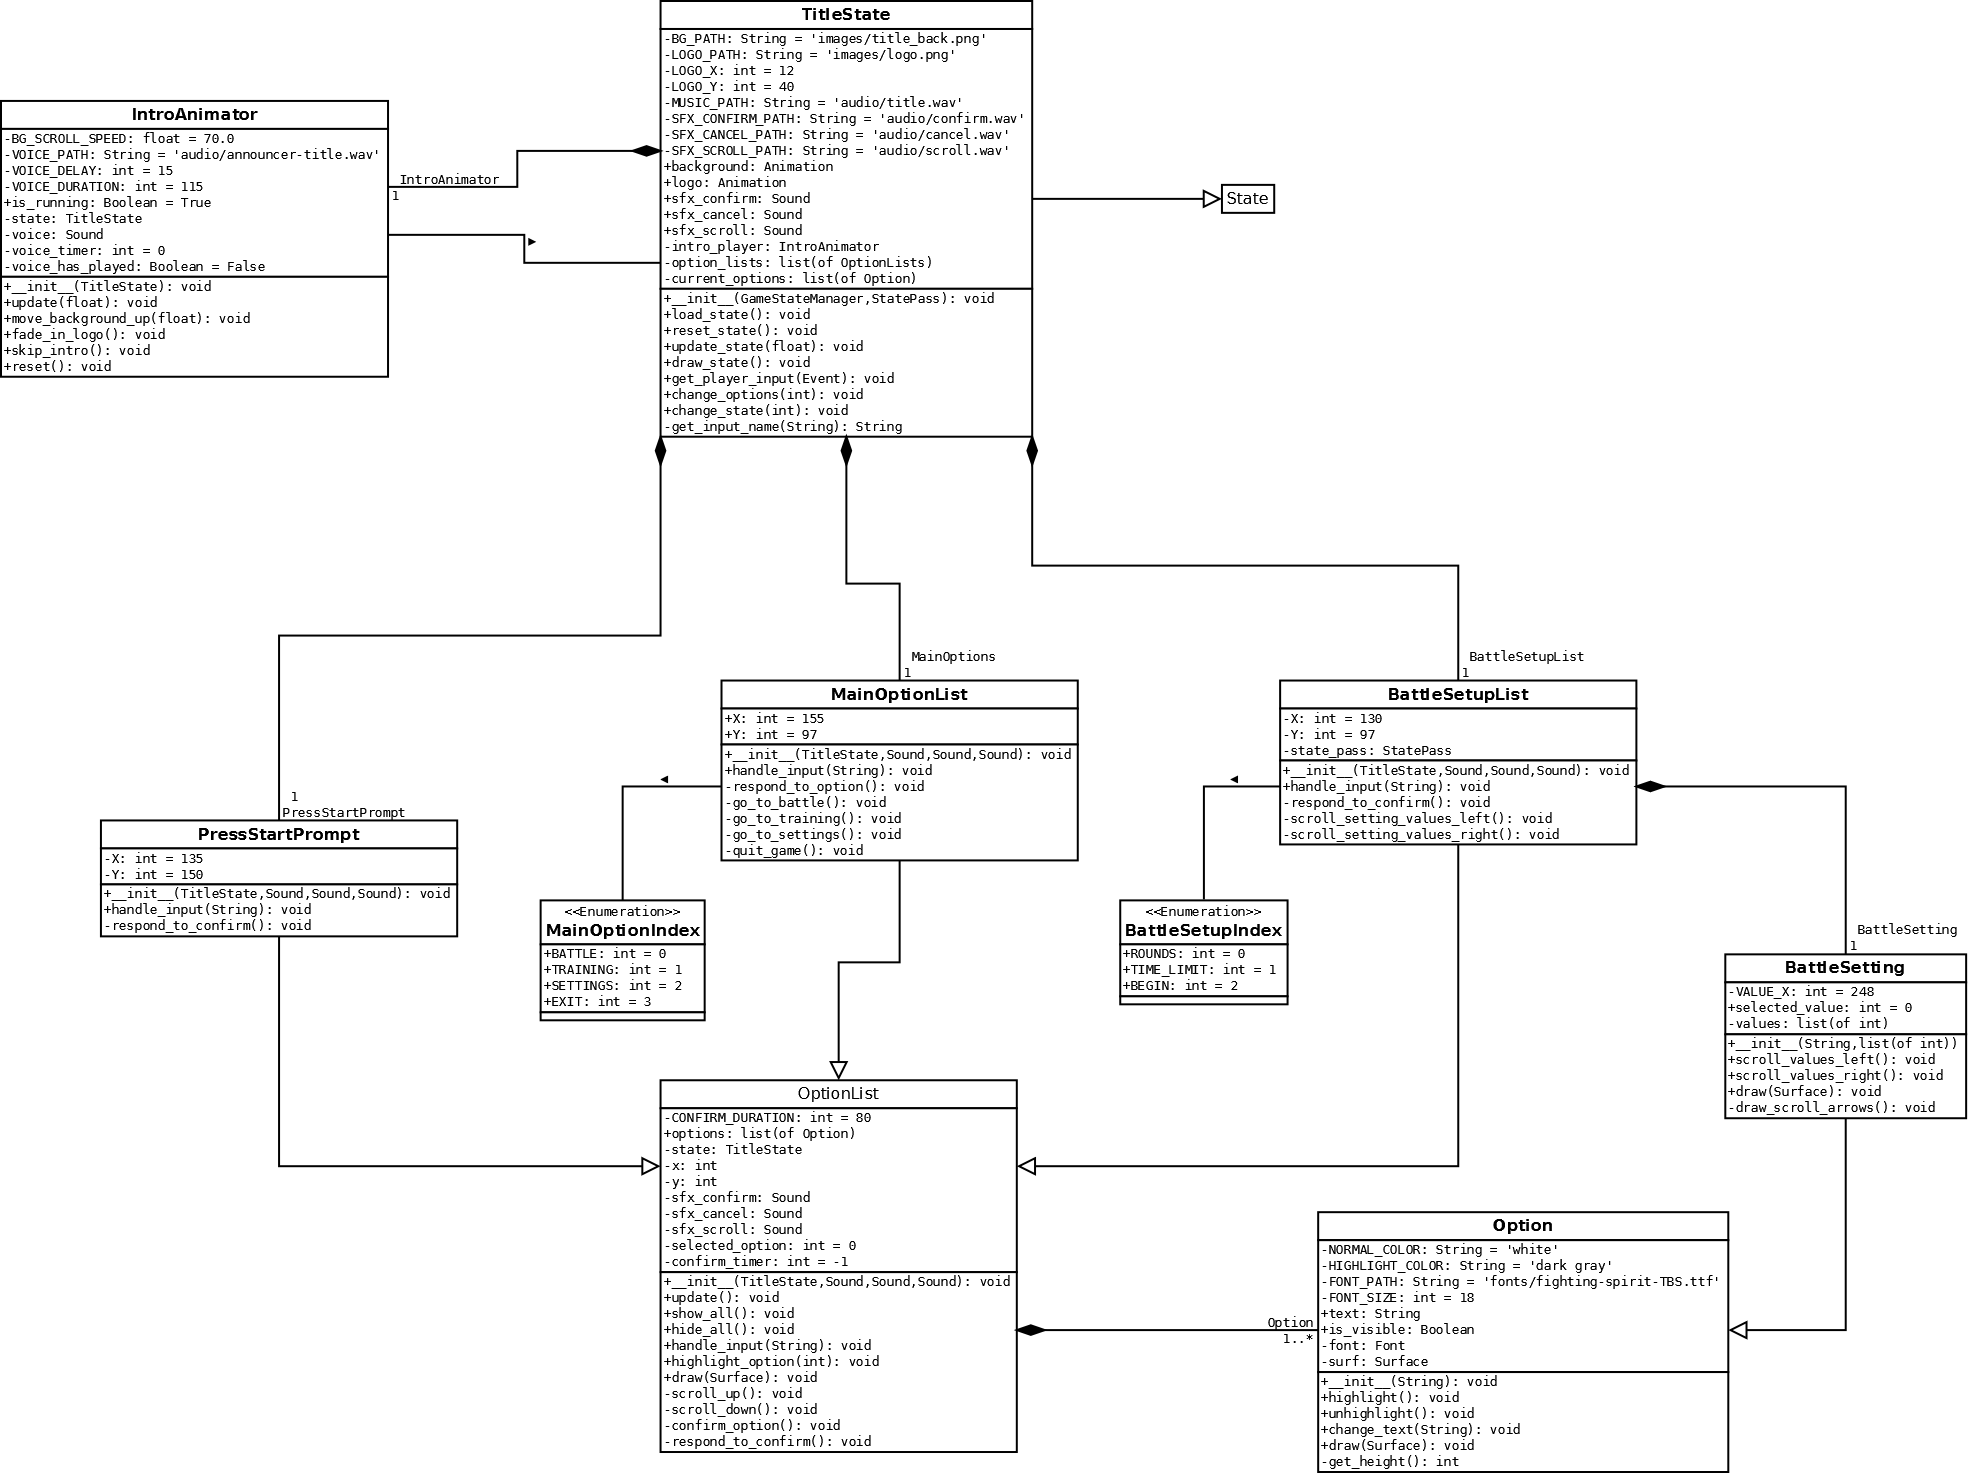 TitleState
-BG_PATH: String = 'images/title_back.png'
-LOGO_PATH: String = 'images/logo.png'
-LOGO_X: int = 12
-LOGO_Y: int = 40
-MUSIC_PATH: String = 'audio/title.wav'
-SFX_CONFIRM_PATH: String = 'audio/confirm.wav'
-SFX_CANCEL_PATH: String = 'audio/cancel.wav'
-SFX_SCROLL_PATH: String = 'audio/scroll.wav'
+background: Animation
+logo: Animation
+sfx_confirm: Sound
+sfx_cancel: Sound
+sfx_scroll: Sound
-intro_player: IntroAnimator
-option_lists: list(of OptionLists)
-current_options: list(of Option)
+__init__(GameStateManager,StatePass): void
+load_state(): void
+reset_state(): void
+update_state(float): void
+draw_state(): void
+get_player_input(Event): void
+change_options(int): void
+change_state(int): void
-get_input_name(String): String
IntroAnimator
-BG_SCROLL_SPEED: float = 70.0
-VOICE_PATH: String = 'audio/announcer-title.wav'
-VOICE_DELAY: int = 15
-VOICE_DURATION: int = 115
+is_running: Boolean = True
-state: TitleState
-voice: Sound
-voice_timer: int = 0
-voice_has_played: Boolean = False
+__init__(TitleState): void
+update(float): void
+move_background_up(float): void
+fade_in_logo(): void
+skip_intro(): void
+reset(): void
IntroAnimator
1
State
1
PressStartPrompt
PressStartPrompt
-X: int = 135
-Y: int = 150
+__init__(TitleState,Sound,Sound,Sound): void
+handle_input(String): void
-respond_to_confirm(): void
MainOptions
1
MainOptionList
+X: int = 155
+Y: int = 97
+__init__(TitleState,Sound,Sound,Sound): void
+handle_input(String): void
-respond_to_option(): void
-go_to_battle(): void
-go_to_training(): void
-go_to_settings(): void
-quit_game(): void
BattleSetupList
1
BattleSetupList
-X: int = 130
-Y: int = 97
-state_pass: StatePass
+__init__(TitleState,Sound,Sound,Sound): void
+handle_input(String): void
-respond_to_confirm(): void
-scroll_setting_values_left(): void
-scroll_setting_values_right(): void
<<Enumeration>>
MainOptionIndex
+BATTLE: int = 0
+TRAINING: int = 1
+SETTINGS: int = 2
+EXIT: int = 3
<<Enumeration>>
BattleSetupIndex
+ROUNDS: int = 0
+TIME_LIMIT: int = 1
+BEGIN: int = 2
BattleSetting
1
BattleSetting
-VALUE_X: int = 248
+selected_value: int = 0
-values: list(of int)
+__init__(String,list(of int))
+scroll_values_left(): void
+scroll_values_right(): void
+draw(Surface): void
-draw_scroll_arrows(): void
OptionList
-CONFIRM_DURATION: int = 80
+options: list(of Option)
-state: TitleState
-x: int
-y: int
-sfx_confirm: Sound
-sfx_cancel: Sound
-sfx_scroll: Sound
-selected_option: int = 0
-confirm_timer: int = -1
+__init__(TitleState,Sound,Sound,Sound): void
+update(): void
+show_all(): void
+hide_all(): void
+handle_input(String): void
+highlight_option(int): void
+draw(Surface): void
-scroll_up(): void
-scroll_down(): void
-confirm_option(): void
-respond_to_confirm(): void
Option
1..*
Option
-NORMAL_COLOR: String = 'white'
-HIGHLIGHT_COLOR: String = 'dark gray'
-FONT_PATH: String = 'fonts/fighting-spirit-TBS.ttf'
-FONT_SIZE: int = 18
+text: String
+is_visible: Boolean
-font: Font
-surf: Surface
+__init__(String): void
+highlight(): void
+unhighlight(): void
+change_text(String): void
+draw(Surface): void
-get_height(): int